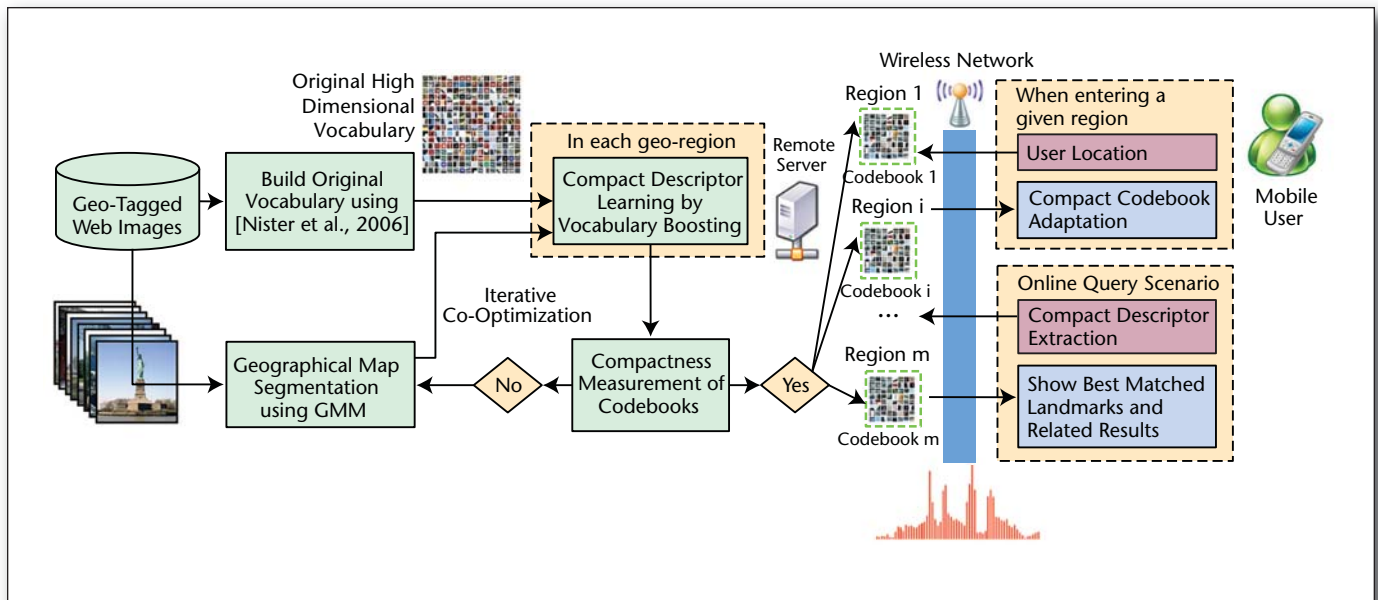 Original High
Dimensional
Vocabulary
Geo-Tagged
Web Images
Build Original
Vocabulary using
[Nister et al., 2006]
In each geo-region
Compact Descriptor
Learning by
Vocabulary Boosting
Remote
Server
Iterative
Co-Optimization
Geographical Map
Segmentation
using GMM
No
Compactness
Measurement of
Codebooks
Yes
Wireless Network
Region 1
Codebook 1
Region i
Codebook i
...
Region m
Codebook m
When entering a
given region
User Location
Compact Codebook
Adaptation
Mobile
User
Online Query Scenario
Compact Descriptor
Extraction
Show Best Matched
Landmarks and
Related Results